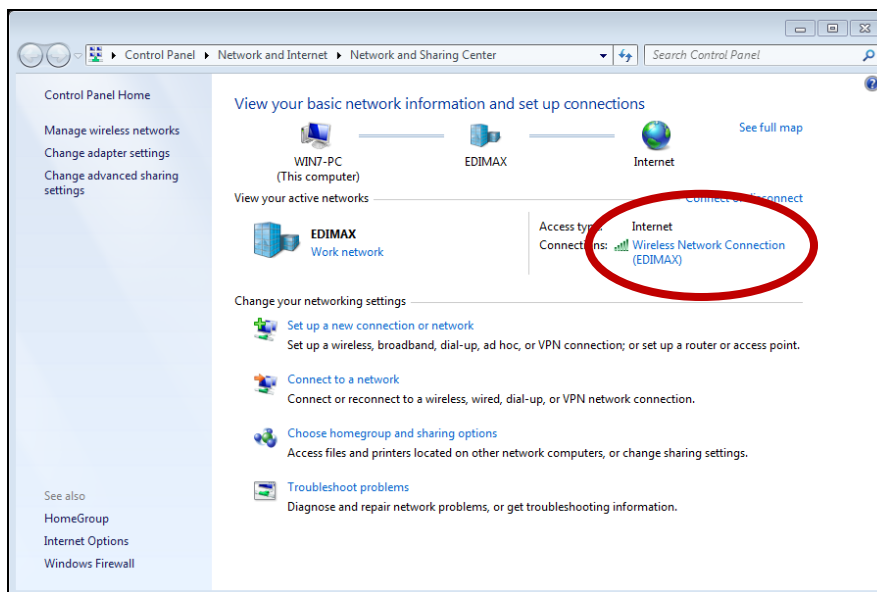 Control Panel Network and Internet Network and Sharing Center Search Control Panel
Control Panel Home
Manage wireless networks
Change adapter settings
Change advanced sharing
settings
See also
HomeGroup
Internet Options
Windows Firewall
View your basic network information and set up connections
See full map
WIN7-PC
(This computer)
EDIMAX
Internet
View your active networks
Connect or disconnect
EDIMAX
Work network
Access type: Internet
Connections: Wireless Network Connection
(EDIMAX)
Change your networking settings
Set up a new connection or network
Set up a wireless, broadband, dial-up, ad hoc, or VPN connection; or set up a router or access point.
Connect to a network
Connect or reconnect to a wireless, wired, dial-up, or VPN network connection.
Choose homegroup and sharing options
Access files and printers located on other network computers, or change sharing settings.
Troubleshoot problems
Diagnose and repair network problems, or get troubleshooting information.